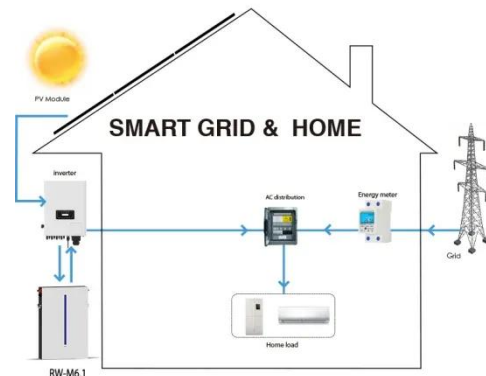 PV Module
SMART GRID & HOME
inverter
AC distribution
Energy meter
Grid
Home load
RW-M6.1